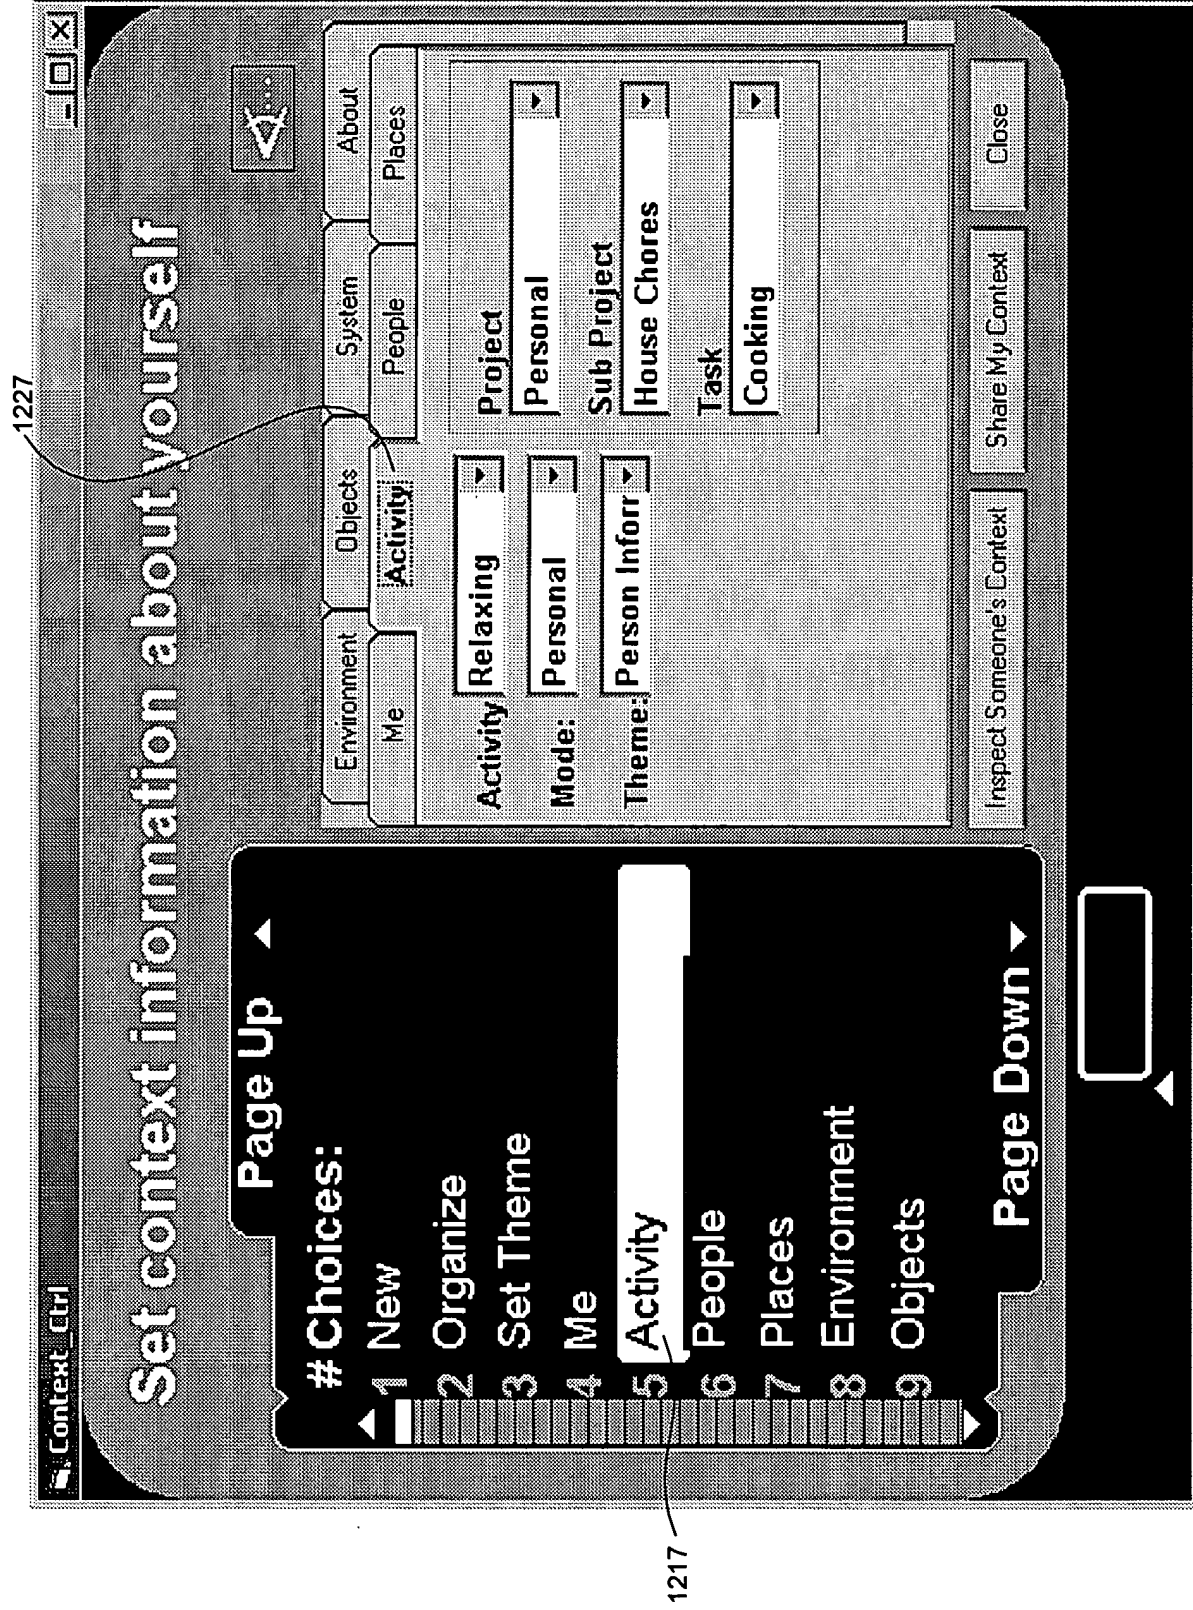 1227
Context_Ctrl
Set context information about yourself
Page Up
# Choices:
1 New
2 Organize
3 Set Theme
4 Me
5 Activity
6 People
7 Places
8 Environment
9 Objects
Page Down
Environment Objects System About
Me Activity People Places
Activity Relaxing
Mode: Personal
Theme: Person Inforr
Project
Personal
Sub Project
House Chores
Task
Cooking
Inspect Someone's Context Share My Context Close
1217